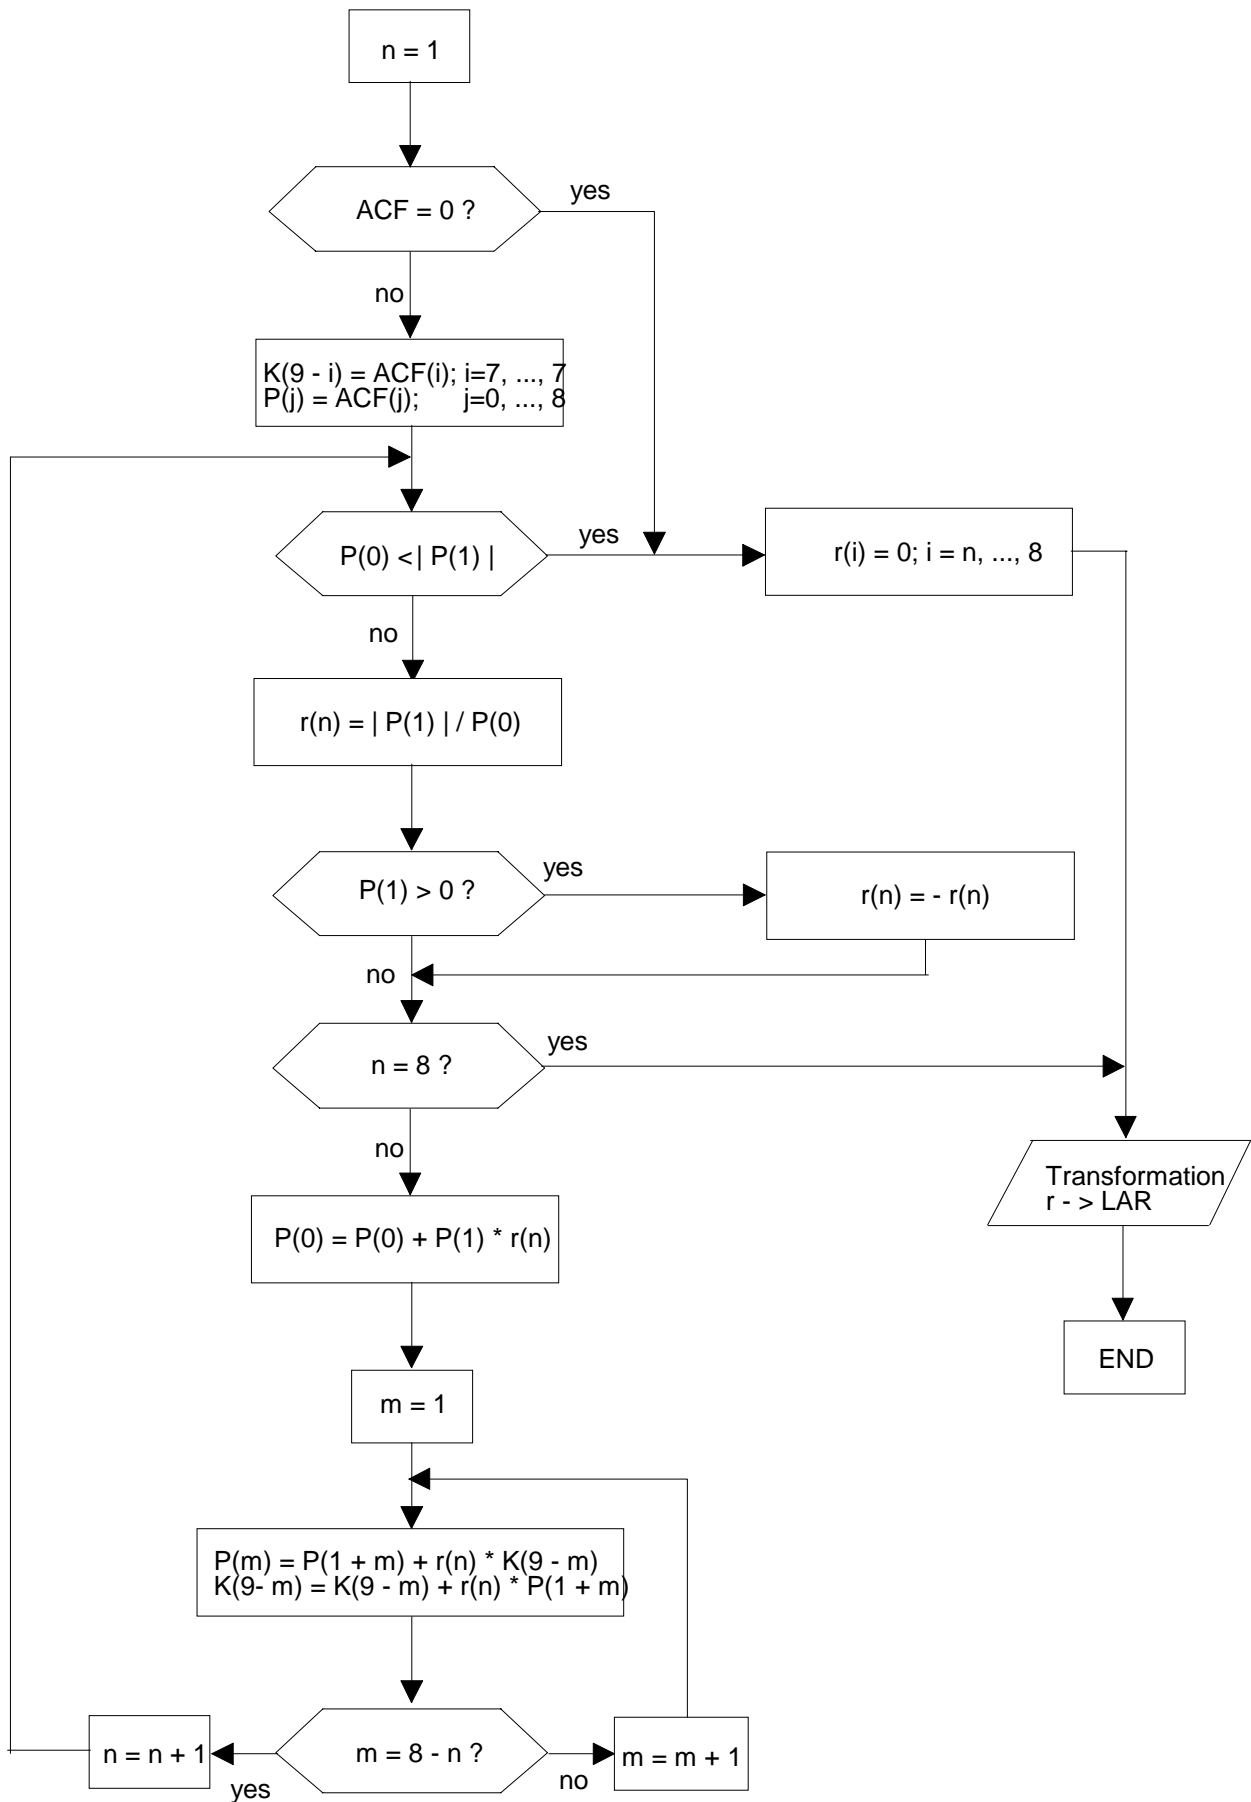 n = 1
ACF = 0 ?
yes
no
K(9 - i) = ACF(i); i=7, ..., 7
P(j) = ACF(j); j=0, ..., 8
P(0) <| P(1) |
yes
r(i) = 0; i = n, ..., 8
no
r(n) = | P(1) | / P(0)
P(1) > 0 ?
yes
r(n) = - r(n)
no
n = 8 ?
yes
no
Transformation
r - > LAR
P(0) = P(0) + P(1) * r(n)
END
m = 1
P(m) = P(1 + m) + r(n) * K(9 - m)
K(9- m) = K(9 - m) + r(n) * P(1 + m)
n = n + 1
yes
m = 8 - n ?
no
m = m + 1